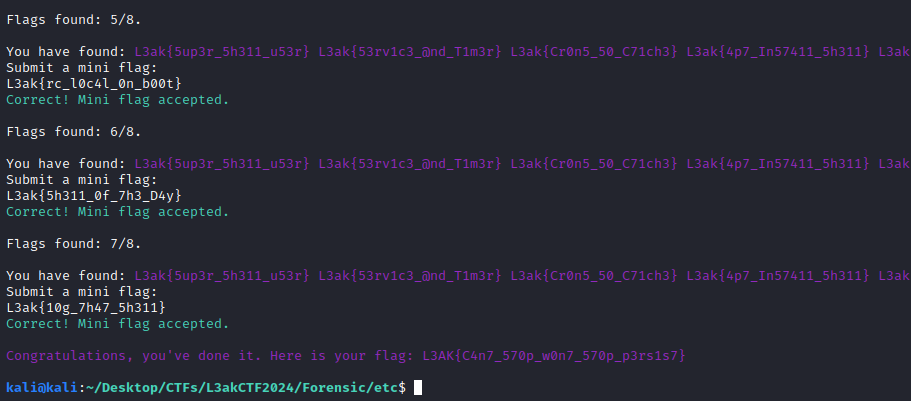 Flags found: 5/8.
You have found: L3ak{5up3r_5h311_u53r} L3ak{53rv1c3_@nd_T1m3r} L3ak{Cr0n5_50_C71ch3} L3ak{4p7_In57411_5h311} L3ak
Submit a mini flag:
L3ak{rc_l0c4l_0n_b00t}
Correct! Mini flag accepted.
Flags found: 6/8.
You have found: L3ak{5up3r_5h311_u53r} L3ak{53rv1c3_@nd_T1m3r} L3ak{Cr0n5_50_C71ch3} L3ak{4p7_In57411_5h311} L3ak
Submit a mini flag:
L3ak{5h311_0f_7h3_D4y}
Correct! Mini flag accepted.
Flags found: 7/8.
You have found: L3ak{5up3r_5h311_u53r} L3ak{53rv1c3_@nd_T1m3r} L3ak{Cr0n5_50_C71ch3} L3ak{4p7_In57411_5h311} L3ak
Submit a mini flag:
L3ak{10g_7h47_5h311}
Correct! Mini flag accepted.
Congratulations, you've done it. Here is your flag: L3AK{C4n7_570p_w0n7_570p_p3rs1s7}
kali@kali:~/Desktop/CTFs/L3akCTF2024/Forensic/etc$